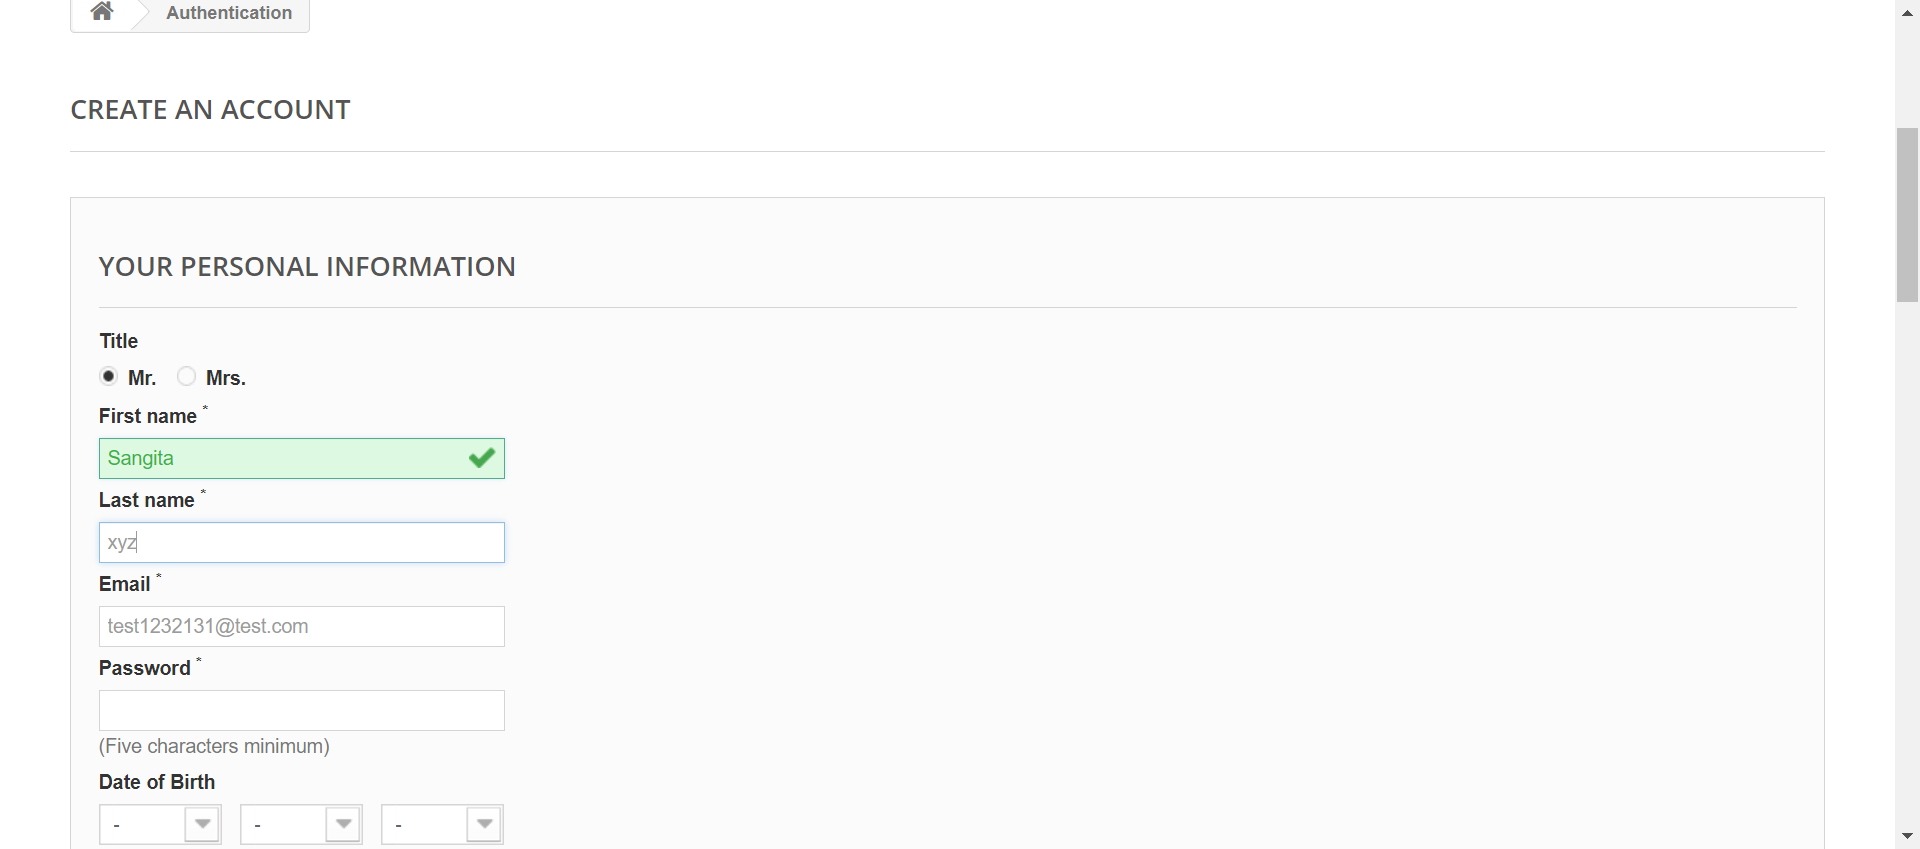 Authentication
CREATE AN ACCOUNT
YOUR PERSONAL INFORMATION
Title
Mr. Mrs.
First name *
Sangita
Last name *
xyz
Email *
test1232131@test.com
Password *
(Five characters minimum)
Date of Birth
- - -